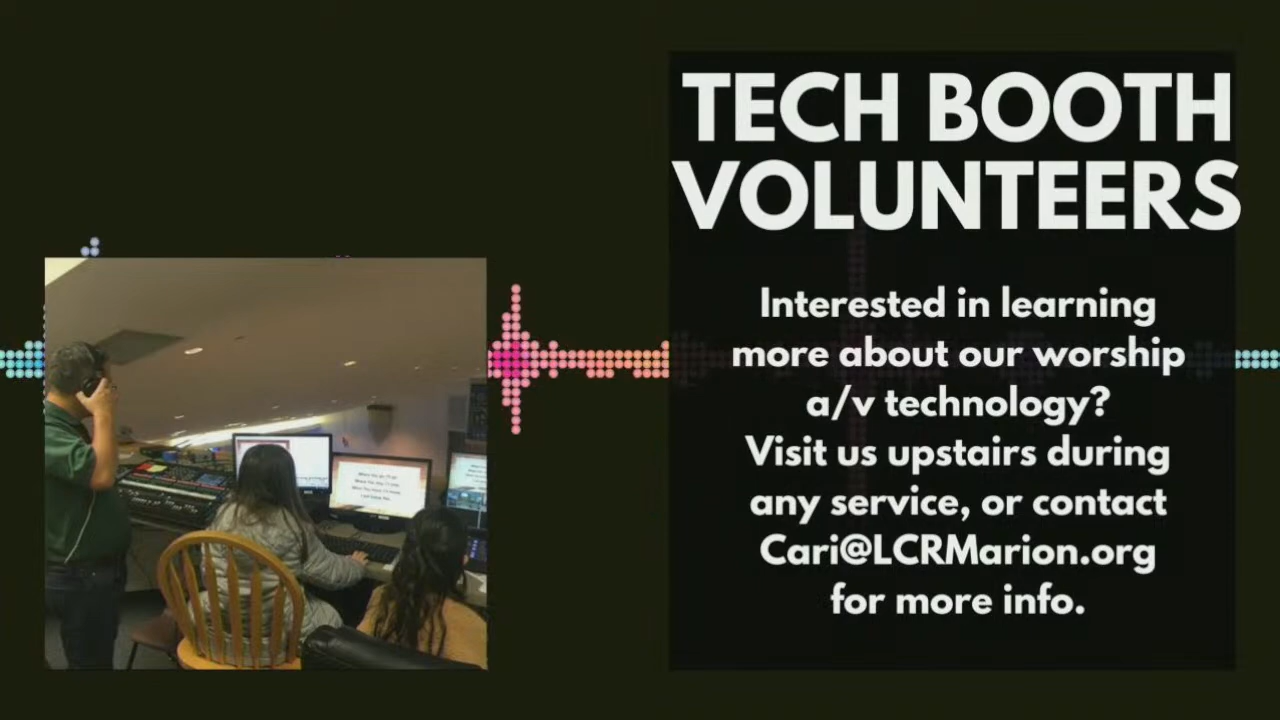 TECH BOOTH
VOLUNTEERS
Interested in learning
more about our worship
a/v technology?
Visit us upstairs during
any service, or contact
Cari@LCRMarion.org
for more info.